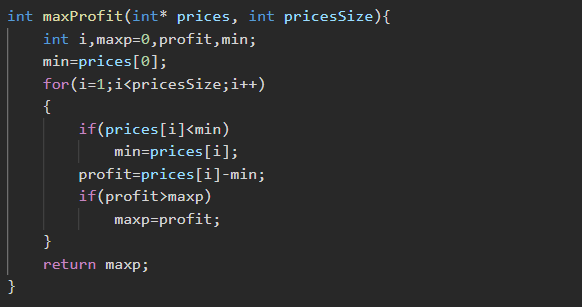 int maxProfit(int* prices, int pricesSize){
    int i,maxp=0,profit,min;
    min=prices[0];
    for(i=1;i<pricesSize;i++)
    {
        if(prices[i]<min)
            min=prices[i];
        profit=prices[i]-min;
        if(profit>maxp)
            maxp=profit;
    }
    return maxp;
}